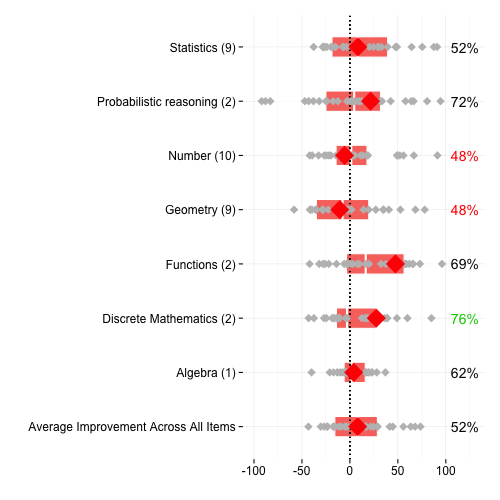 Statistics (9) 52%
Probabilistic reasoning (2) 72%
Number (10) 48%
Geometry (9) 48%
Functions (2) 69%
Discrete Mathematics (2) 76%
Algebra (1) 62%
Average Improvement Across All Items 52%
-100 -50 0 50 100